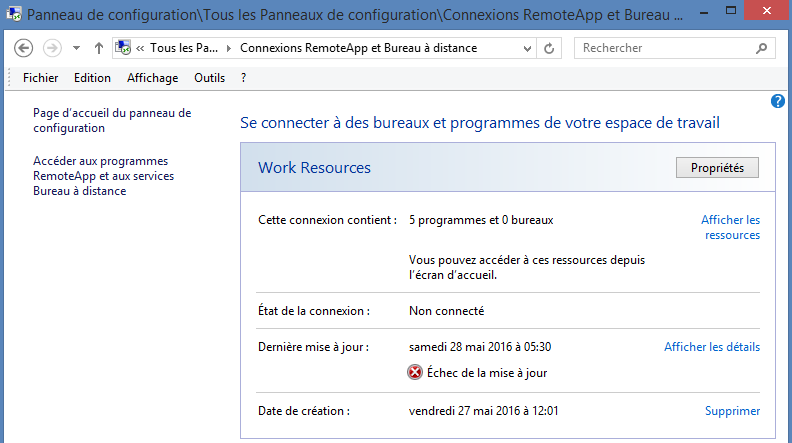 Panneau de configuration\Tous les Panneaux de configuration\Connexions RemoteApp et Bureau ...
« Tous les Pa... Connexions RemoteApp et Bureau à distance
Rechercher
Fichier Edition Affichage Outils ?
Page d'accueil du panneau de
configuration
Accéder aux programmes
RemoteApp et aux services
Bureau à distance
?
Se connecter à des bureaux et programmes de votre espace de travail
Work Resources Propriétés
Cette connexion contient : 5 programmes et 0 bureaux Afficher les
ressources
Vous pouvez accéder à ces ressources depuis
l'écran d'accueil.
État de la connexion : Non connecté
Dernière mise à jour : samedi 28 mai 2016 à 05:30 Afficher les détails
Échec de la mise à jour
Date de création : vendredi 27 mai 2016 à 12:01 Supprimer